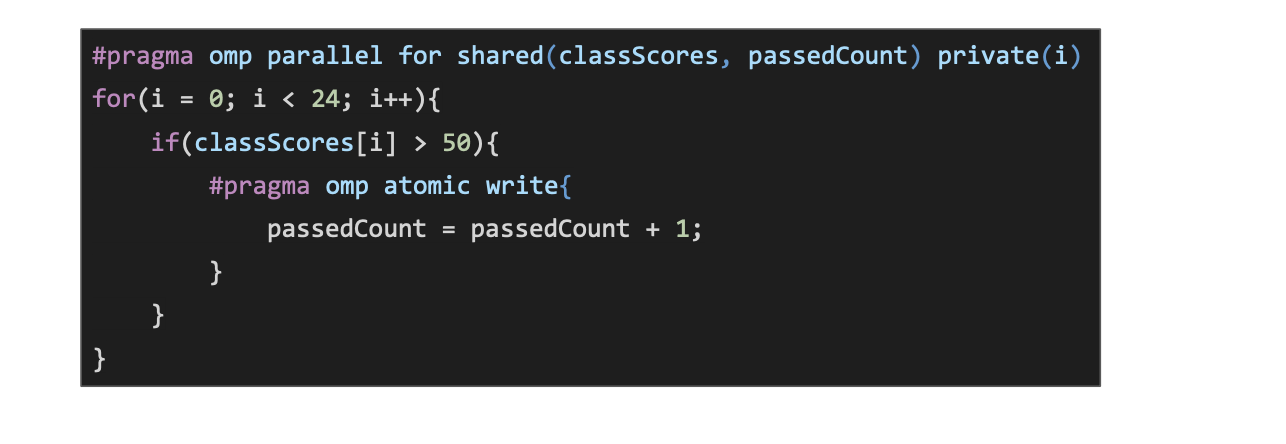 #pragma omp parallel for shared(classScores, passedCount) private(i)
for(i = 0; i < 24; i++){
    if(classScores[i] > 50){
        #pragma omp atomic write{
            passedCount = passedCount + 1;
        }
    }
}